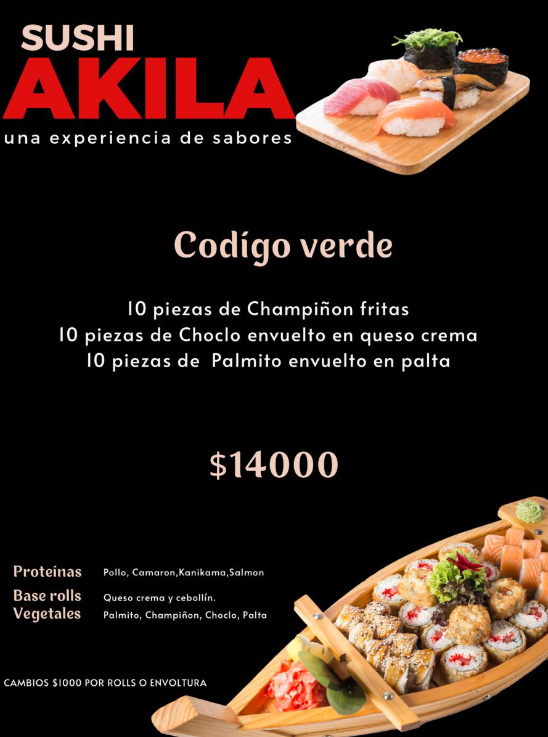 SUSHI
AKILA
una experiencia de sabores
Codígo verde
10 piezas de Champiñon fritas
10 piezas de Choclo envuelto en queso crema
10 piezas de Palmito envuelto en palta
$14000
Proteínas Pollo, Camaron,Kanikama,Salmon
Base rolls Queso crema y cebollín.
Vegetales Palmito, Champiñon, Choclo, Palta
CAMBIOS $1000 POR ROLLS O ENVOLTURA